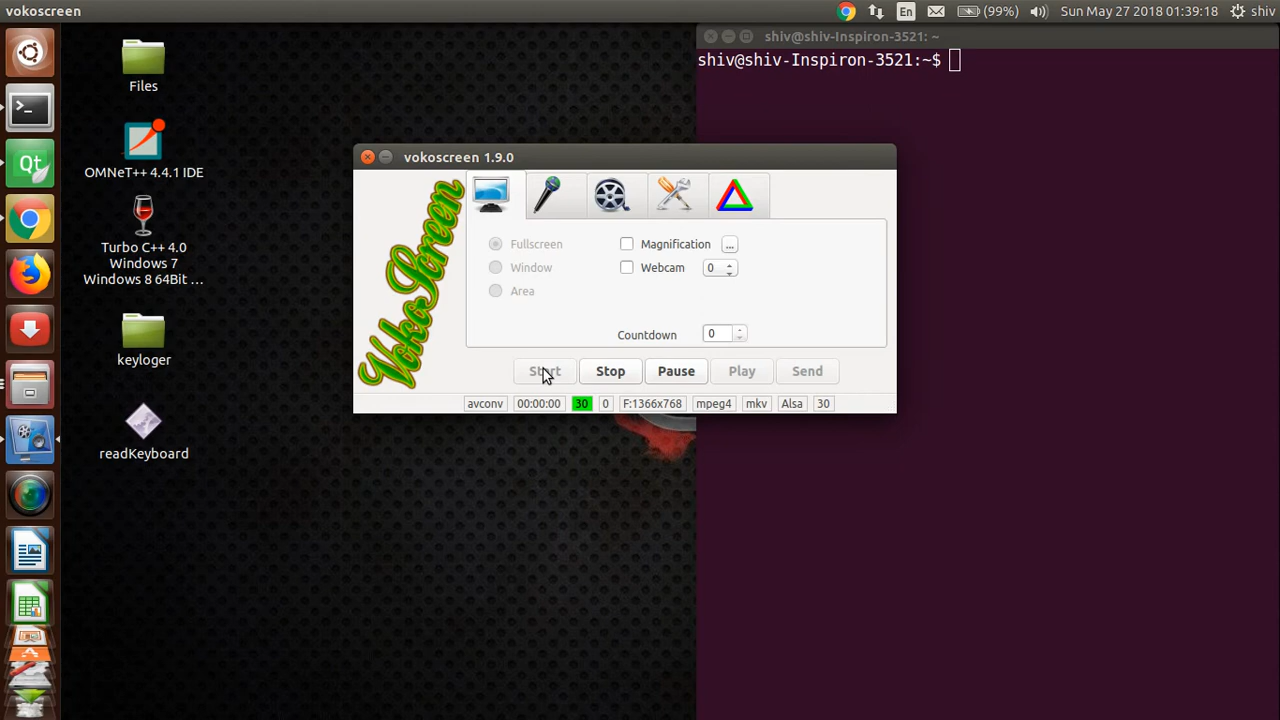 vokoscreen
En
(99%)
Sun May 27 2018 01:39:18
shiv
shiv@shiv-Inspiron-3521: ~
shiv@shiv-Inspiron-3521:~$
Files
OMNeT++ 4.4.1 IDE
Turbo C++ 4.0
Windows 7
Windows 8 64Bit ...
keyloger
readKeyboard
Qt
vokoscreen 1.9.0
VokoScreen
Fullscreen
Magnification
...
Window
Webcam
0
Area
Countdown
0
Start
Stop
Pause
Play
Send
avconv
00:00:00
30
0
F:1366x768
mpeg4
mkv
Alsa
30